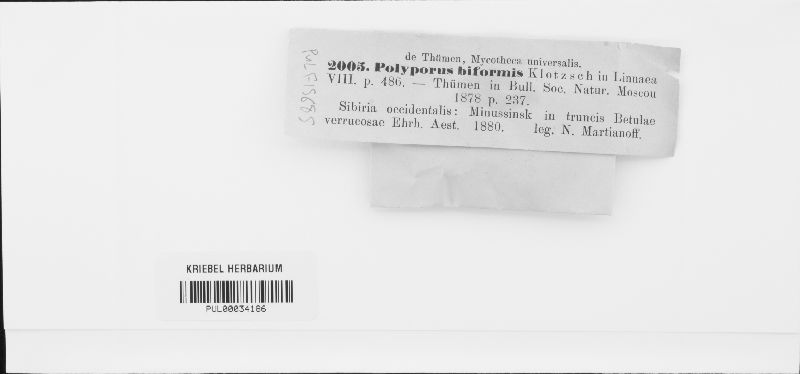 de Thümen, Mycotheca universalis.
2005. Polyporus biformis Klotzsch in Linnaea
VIII. p. 486. — Thümen in Bull. Soc. Natur. Moscou
1878 p. 237.
Sibiria occidentalis: Minussinsk in truncis Betulae
verrucosae Ehrh. Aest. 1880. leg. N. Martianoff.
KRIEBEL HERBARIUM
PUL00034186